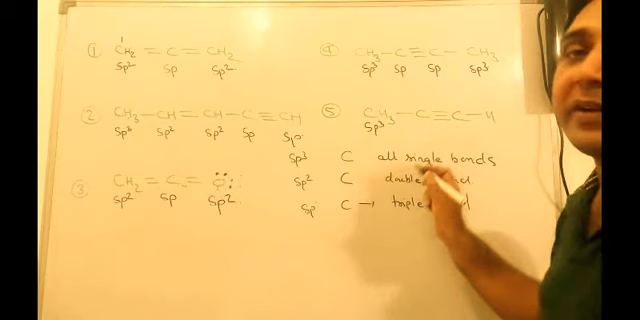 ① CH₂ = C = CH₂
sp² sp sp²
② CH₃ — CH = CH — C ≡ CH
sp³ sp² sp² sp sp
③ CH₂ = C = O
sp² sp sp²
④ CH₃ — C ≡ C — CH₃
sp³ sp sp sp³
⑤ CH₃ — C ≡ C — H
sp³
sp³ C all single bonds
sp² C double
sp C → triple